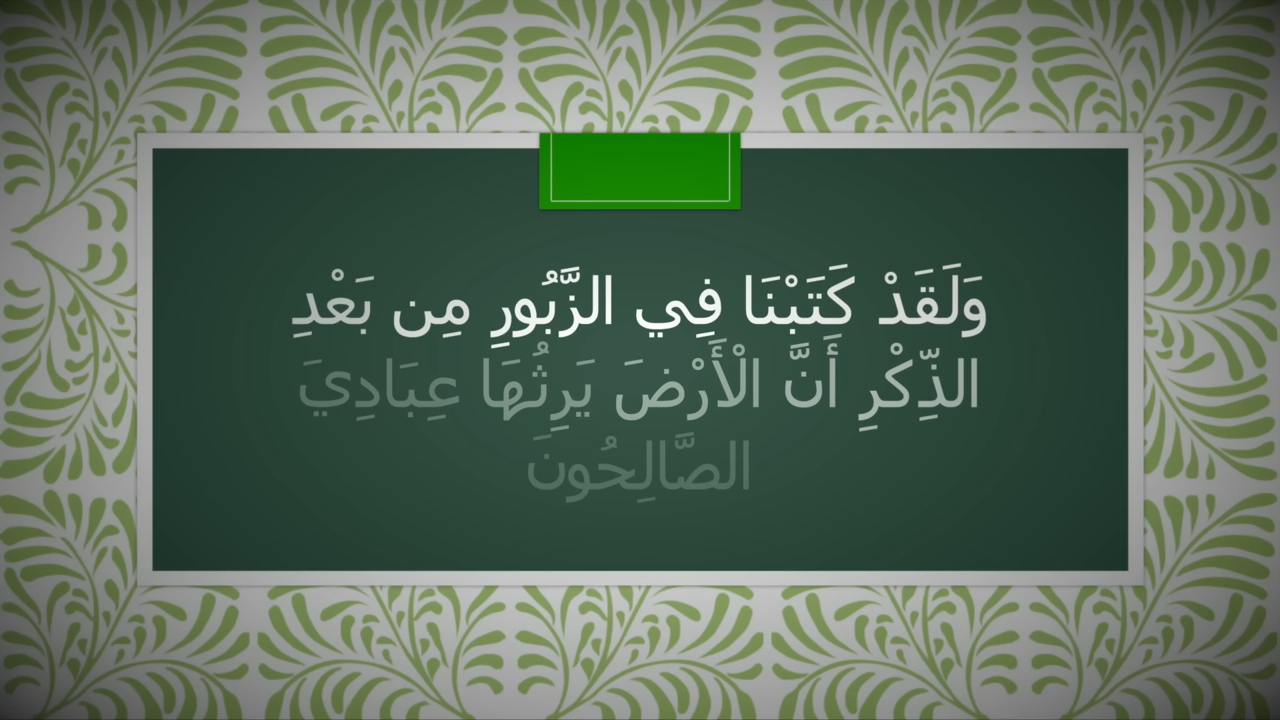 وَلَقَدْ كَتَبْنَا فِي الزَّبُورِ مِن بَعْدِ
الذِّكْرِ أَنَّ الْأَرْضَ يَرِثُهَا عِبَادِيَ
الصَّالِحُونَ